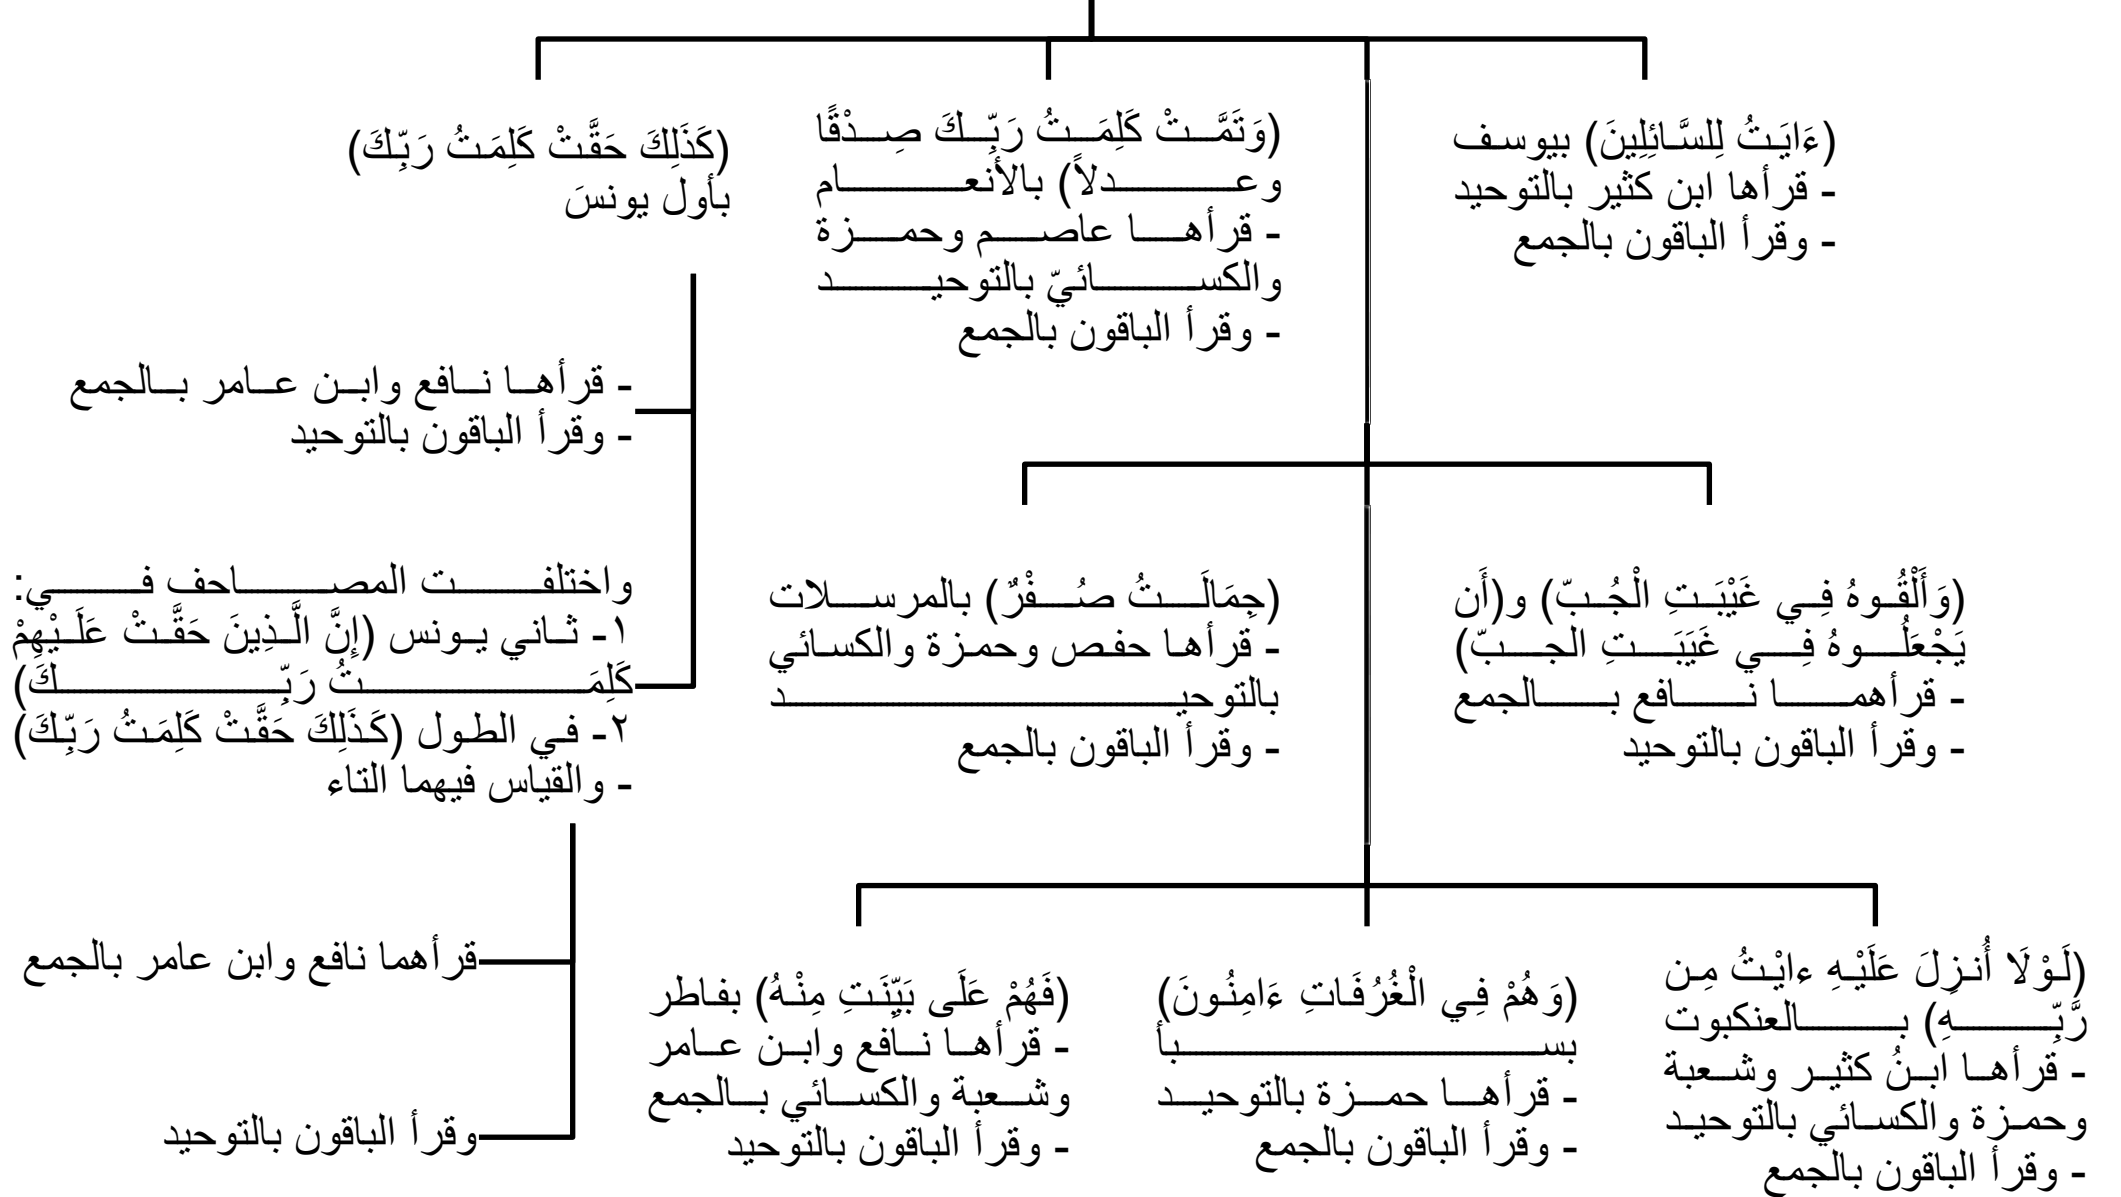 (ءَايَـتُ لِلسَّـائِلِينَ) بيوسـف
- قرأها ابن كثير بالتوحيد
- وقرأ الباقون بالجمع
(وَتَمَّتْ كَلِمَتُ رَبِّكَ صِدْقًا
وعدلاً) بالأنعام
- قرأها عاصم وحمزة
والكسائيّ بالتوحيد
- وقرأ الباقون بالجمع
(كَذَلِكَ حَقَّتْ كَلِمَتُ رَبِّكَ)
بأول يونسَ
- قرأها نافع وابن عامر بالجمع
- وقرأ الباقون بالتوحيد
واختلفت المصاحف في:
١- ثاني يونس (إِنَّ الَّذِينَ حَقَّتْ عَلَيْهِمْ
كَلِمَتُ رَبِّكَ)
٢- في الطول (كَذَلِكَ حَقَّتْ كَلِمَتُ رَبِّكَ)
- والقياس فيهما التاء
قرأهما نافع وابن عامر بالجمع
وقرأ الباقون بالتوحيد
(وَأَلْقُوهُ فِي غَيْبَتِ الْجُبّ) و(أَن
يَجْعَلُوهُ فِي غَيَبَتِ الجبّ)
- قرأهما نافع بالجمع
- وقرأ الباقون بالتوحيد
(جِمَالَتُ صُفْرٌ) بالمرسلات
- قرأها حفص وحمزة والكسائي
بالتوحيد
- وقرأ الباقون بالجمع
(لَوْلَا أُنزِلَ عَلَيْهِ ءايْتُ مِن
رَّبِّهِ) بالعنكبوت
- قرأها ابنُ كثير وشعبة
وحمزة والكسائي بالتوحيد
- وقرأ الباقون بالجمع
(وَهُمْ فِي الْغُرُفَاتِ ءَامِنُونَ)
بسبأ
- قرأها حمزة بالتوحيد
- وقرأ الباقون بالجمع
(فَهُمْ عَلَى بَيِّنَتِ مِنْهُ) بفاطر
- قرأها نافع وابن عامر
وشعبة والكسائي بالجمع
- وقرأ الباقون بالتوحيد